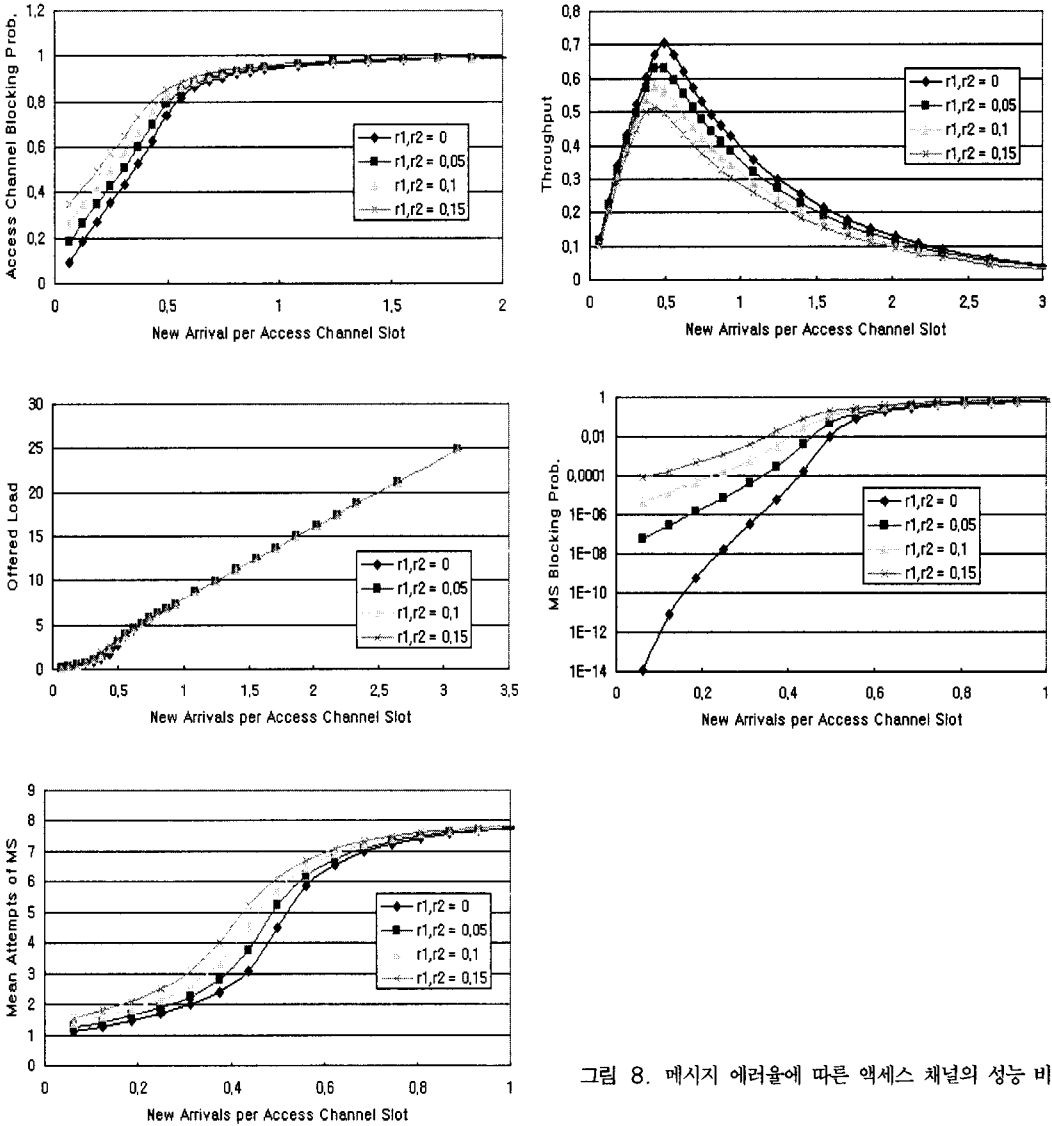 Access Channel Blocking Prob.
1,2
1
0,8
0,6
0,4
0,2
0
0
0,5
1
1,5
2
New Arrival per Access Channel Slot
r1,r2 = 0
r1,r2 = 0,05
r1,r2 = 0,1
r1,r2 = 0,15
Throughput
0,8
0,7
0,6
0,5
0,4
0,3
0,2
0,1
0
0
0,5
1
1,5
2
2,5
3
New Arrivals per Access Channel Slot
r1,r2 = 0
r1,r2 = 0,05
r1,r2 = 0,1
r1,r2 = 0,15
Offered Load
30
25
20
15
10
5
0
0
0,5
1
1,5
2
2,5
3
3,5
New Arrivals per Access Channel Slot
r1,r2 = 0
r1,r2 = 0,05
r1,r2 = 0,1
r1,r2 = 0,15
MS Blocking Prob.
1
0,01
0,0001
1E-06
1E-08
1E-10
1E-12
1E-14
0
0,2
0,4
0,6
0,8
1
New Arrivals per Access Channel Slot
r1,r2 = 0
r1,r2 = 0,05
r1,r2 = 0,1
r1,r2 = 0,15
Mean Attempts of MS
9
8
7
6
5
4
3
2
1
0
0
0,2
0,4
0,6
0,8
1
New Arrivals per Access Channel Slot
r1,r2 = 0
r1,r2 = 0,05
r1,r2 = 0,1
r1,r2 = 0,15
그림 8. 메시지 에러율에 따른 액세스 채널의 성능 비